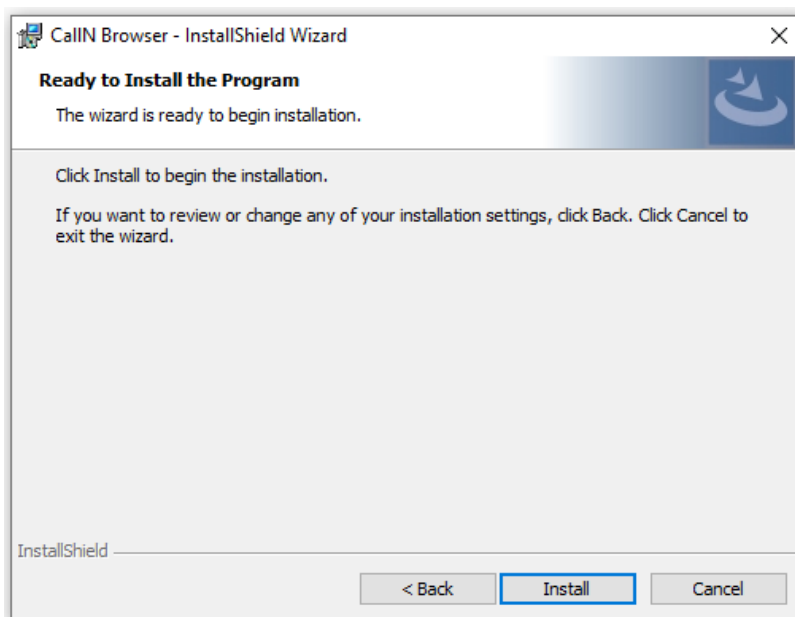 CallN Browser - InstallShield Wizard
Ready to Install the Program
The wizard is ready to begin installation.
Click Install to begin the installation.
If you want to review or change any of your installation settings, click Back. Click Cancel to
exit the wizard.
InstallShield
< Back
Install
Cancel